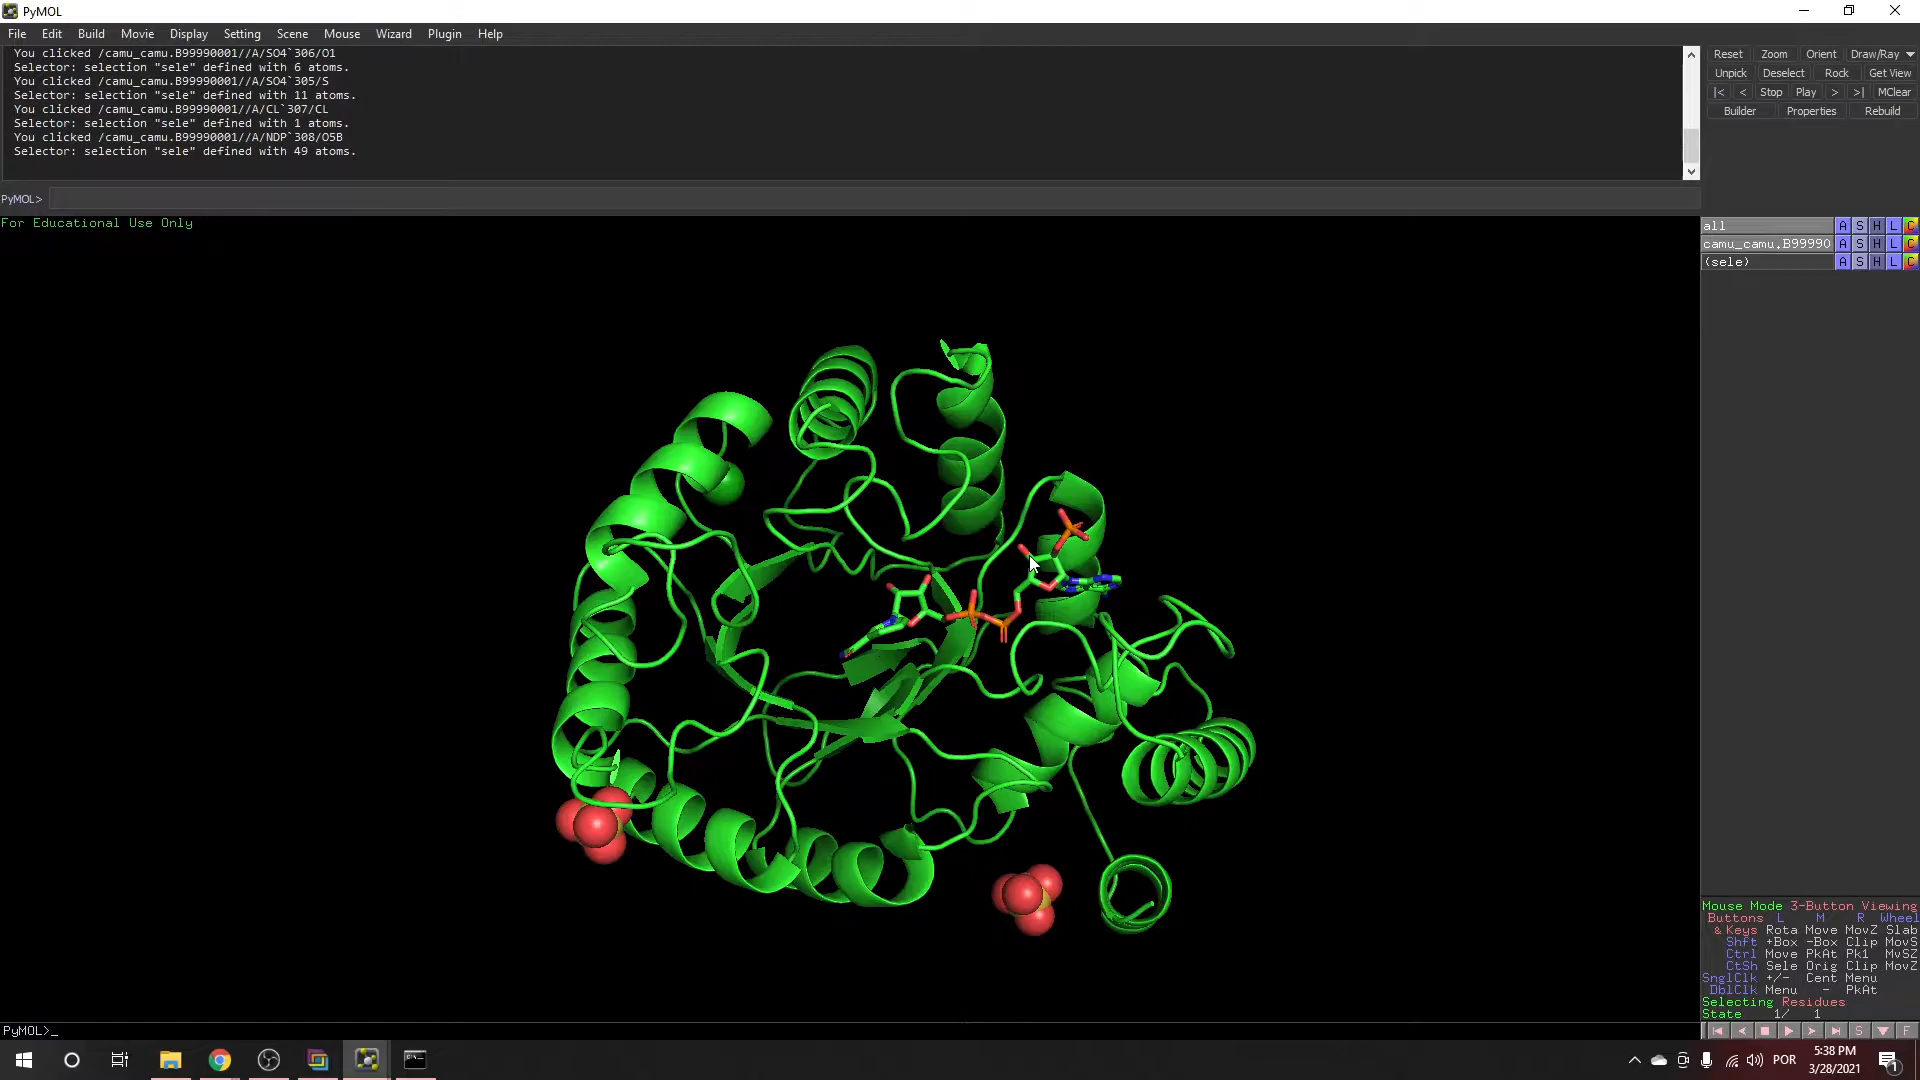 PyMOL
File Edit Build Movie Display Setting Scene Mouse Wizard Plugin Help
You clicked /camu_camu.B99990001//A/SO4`306/O1
Selector: selection "sele" defined with 6 atoms.
You clicked /camu_camu.B99990001//A/SO4`305/S
Selector: selection "sele" defined with 11 atoms.
You clicked /camu_camu.B99990001//A/CL`307/CL
Selector: selection "sele" defined with 1 atoms.
You clicked /camu_camu.B99990001//A/NDP`308/O5B
Selector: selection "sele" defined with 49 atoms.
Reset Zoom Orient Draw/Ray
Unpick Deselect Rock Get View
|< < Stop Play > >| MClear
Builder Properties Rebuild
PyMOL>
For Educational Use Only
all A S H L C
camu_camu.B99990 A S H L C
(sele) A S H L C
Mouse Mode 3-Button Viewing
Buttons L M R Wheel
& Keys Rota Move MovZ Slab
Shft +Box -Box Clip MovS
Ctrl Move PkAt Pk1 MvSZ
CtSh Sele Orig Clip MovZ
SnglClk +/- Cent Menu
DblClk Menu - PkAt
Selecting Residues
State 1/ 1
S F
PyMOL>_
POR
5:38 PM
3/28/2021
1